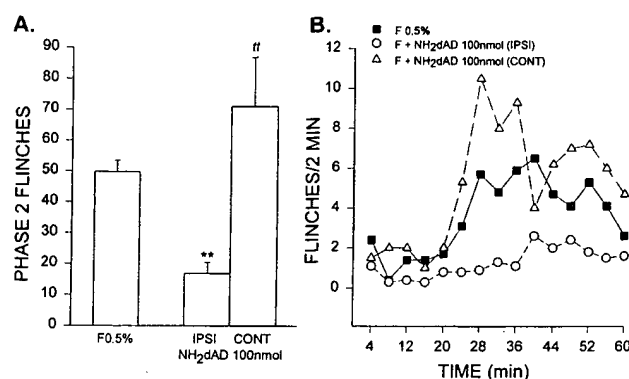 A.
PHASE 2 FLINCHES
90
80
70
60
50
40
30
20
10
0
**
ff
F0.5%
IPSI CONT
NH2dAD 100nmol
B.
F 0.5%
F + NH2dAD 100nmol (IPSI)
F + NH2dAD 100nmol (CONT)
FLINCHES/2 MIN
12
10
8
6
4
2
0
4 12 20 28 36 44 52 60
TIME (min)